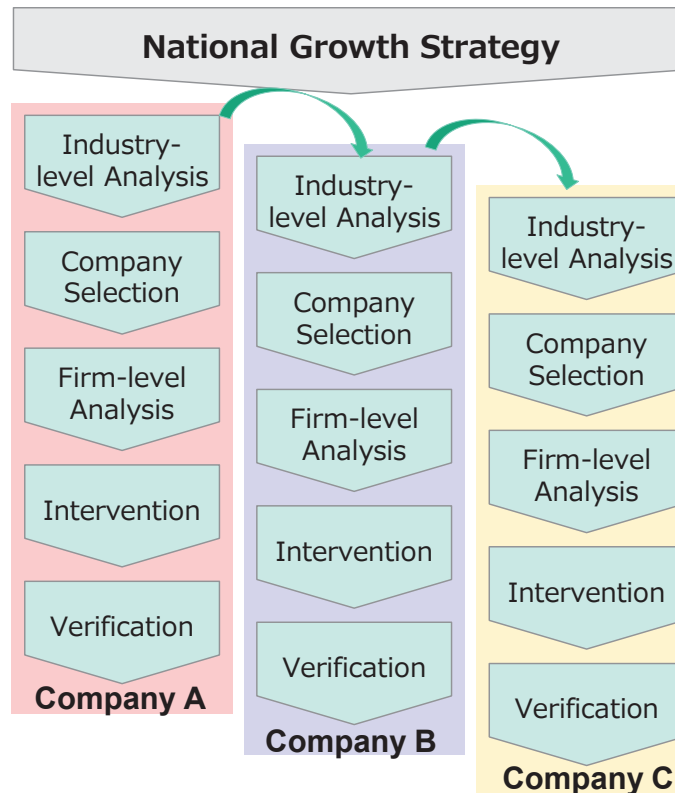 National Growth Strategy
Industry-
level Analysis
Company
Selection
Firm-level
Analysis
Intervention
Verification
Company A
Industry-
level Analysis
Company
Selection
Firm-level
Analysis
Intervention
Verification
Company B
Industry-
level Analysis
Company
Selection
Firm-level
Analysis
Intervention
Verification
Company C